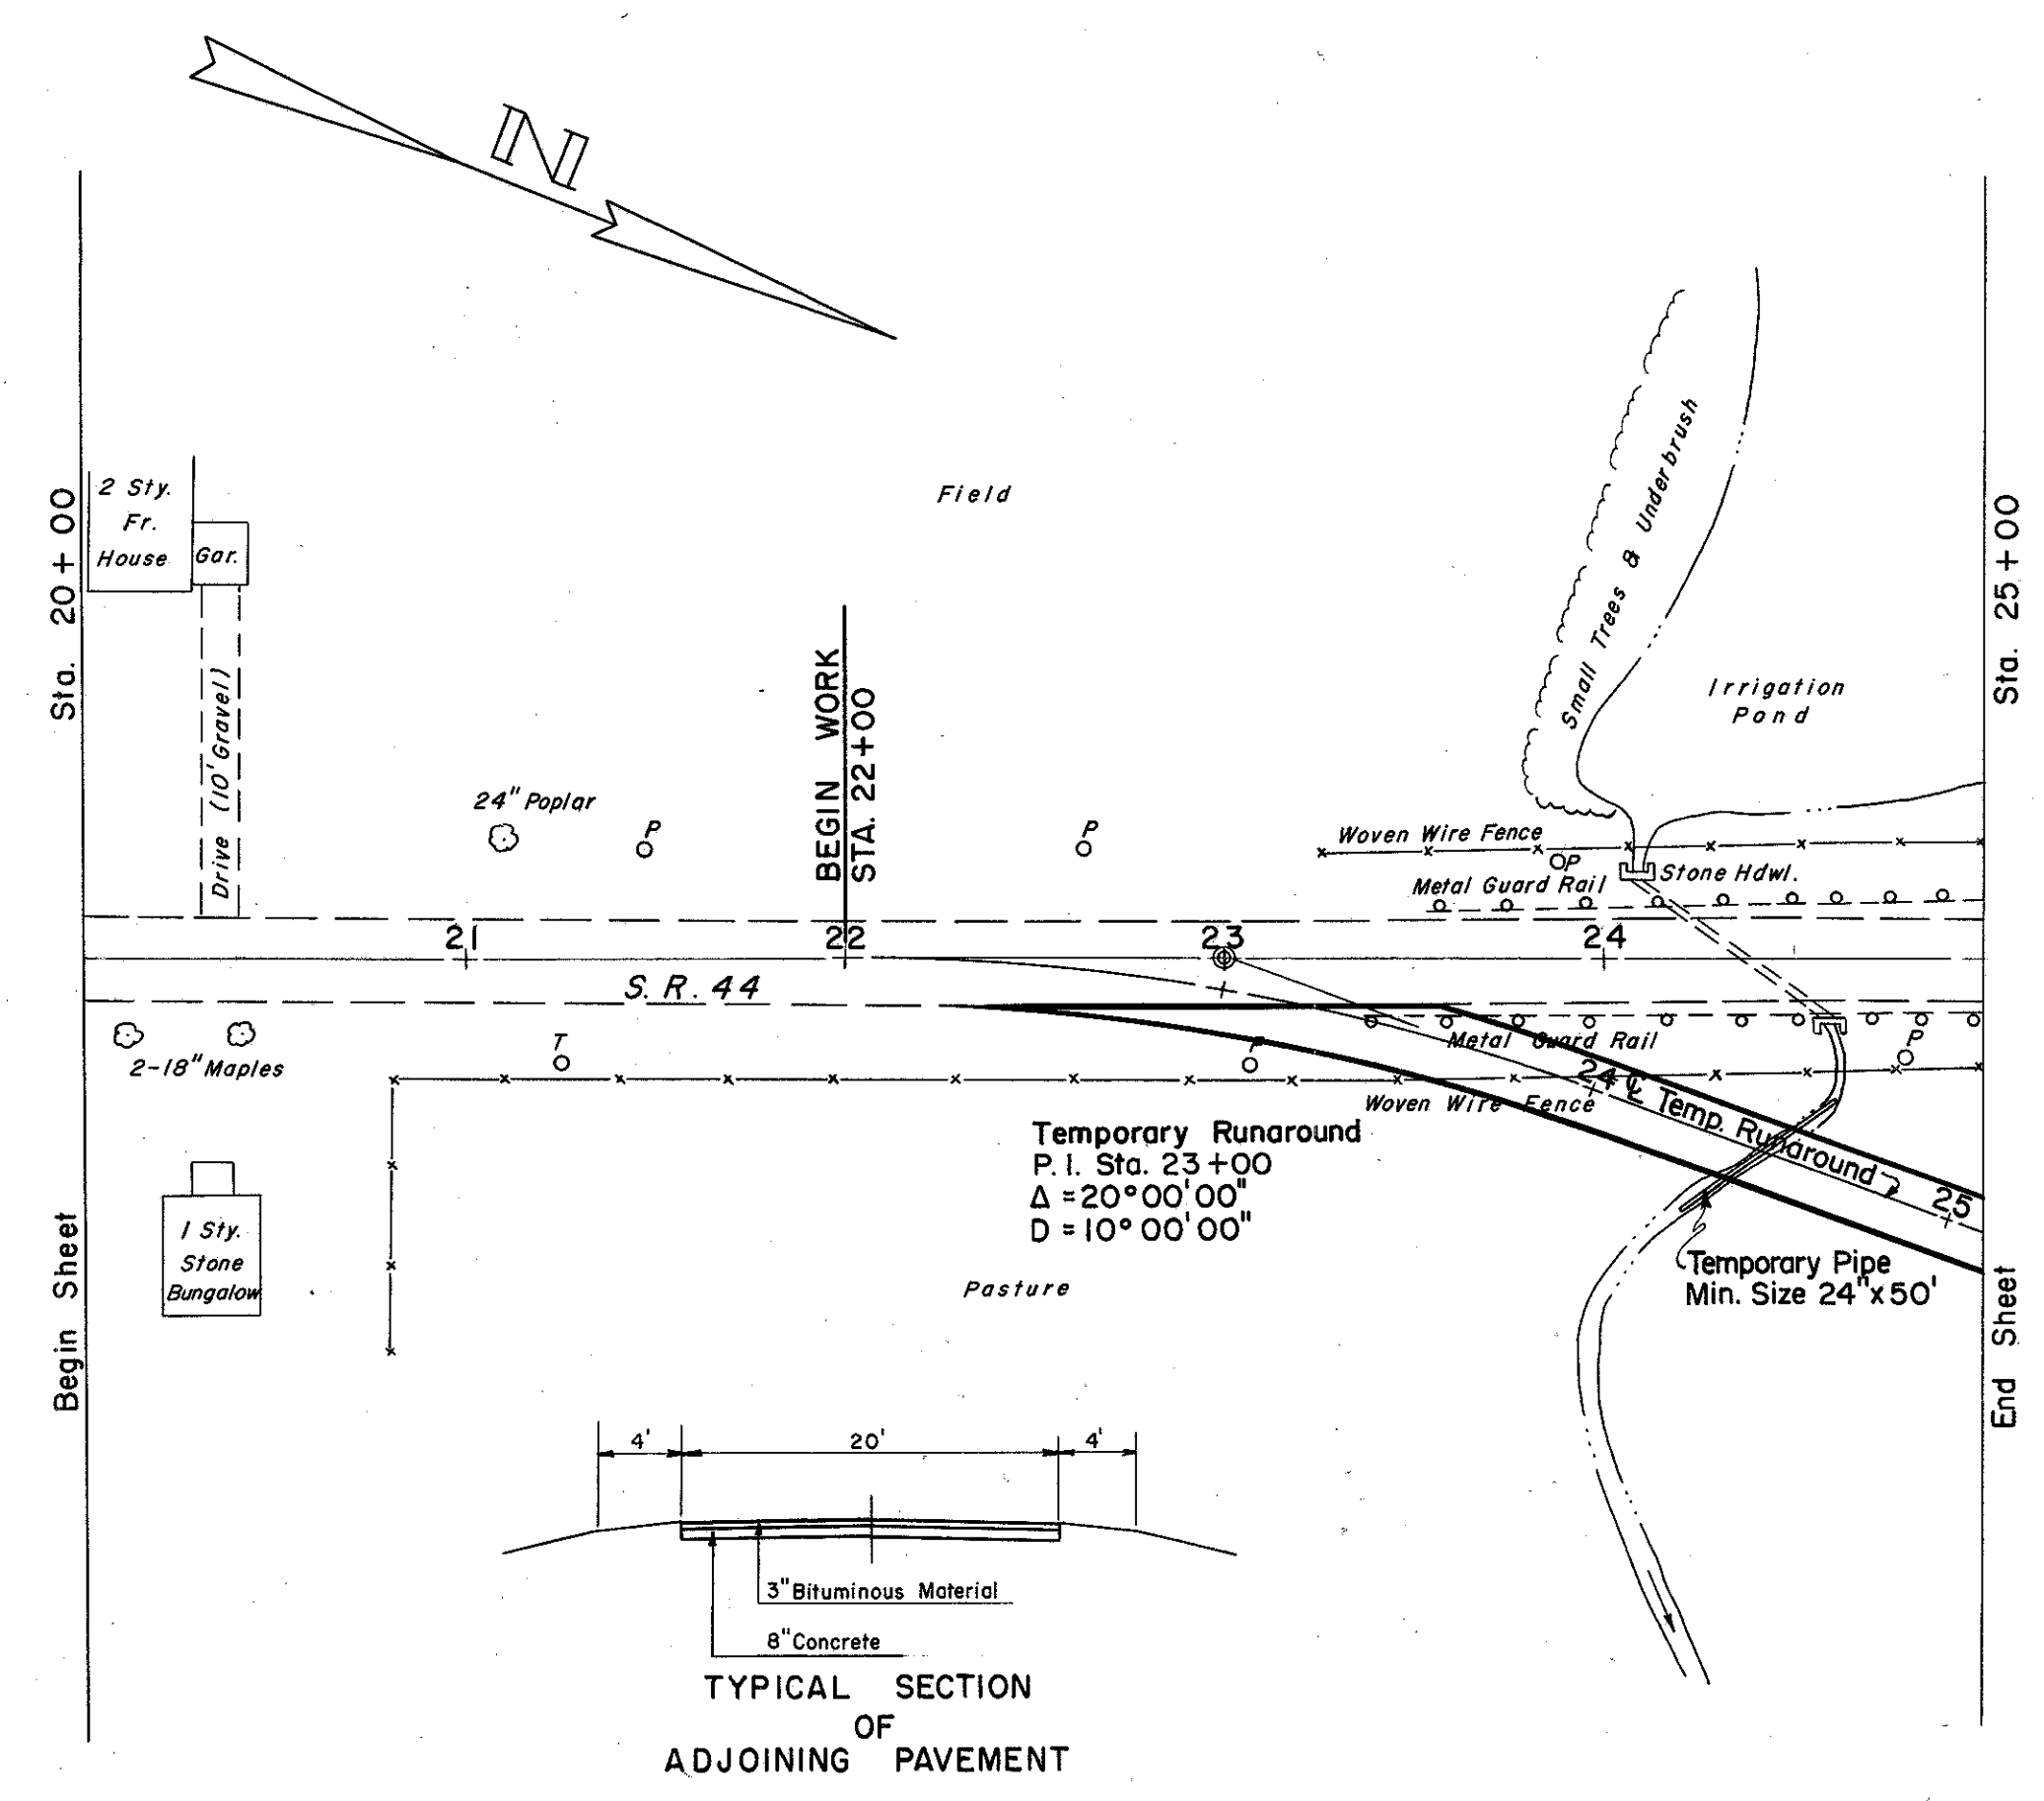 N
Sta. 20+00
2 Sty.
Fr.
House
Gar.
Drive (10' Gravel)
Field
Small Trees & Underbrush
Irrigation
Pond
Sta. 25+00
BEGIN WORK
STA. 22+00
24" Poplar
P
P
Woven Wire Fence
P
Metal Guard Rail
Stone Hdwl.
21
22
23
24
S.R. 44
2-18" Maples
T
P
Metal Guard Rail
P
Woven Wire Fence
24 ℄ Temp. Runaround
25
Temporary Runaround
P.I. Sta. 23+00
Δ = 20°00'00"
D = 10°00'00"
1 Sty.
Stone
Bungalow
Begin Sheet
Pasture
Temporary Pipe
Min. Size 24"x50'
End Sheet
4'
20'
4'
3" Bituminous Material
8" Concrete
TYPICAL SECTION
OF
ADJOINING PAVEMENT